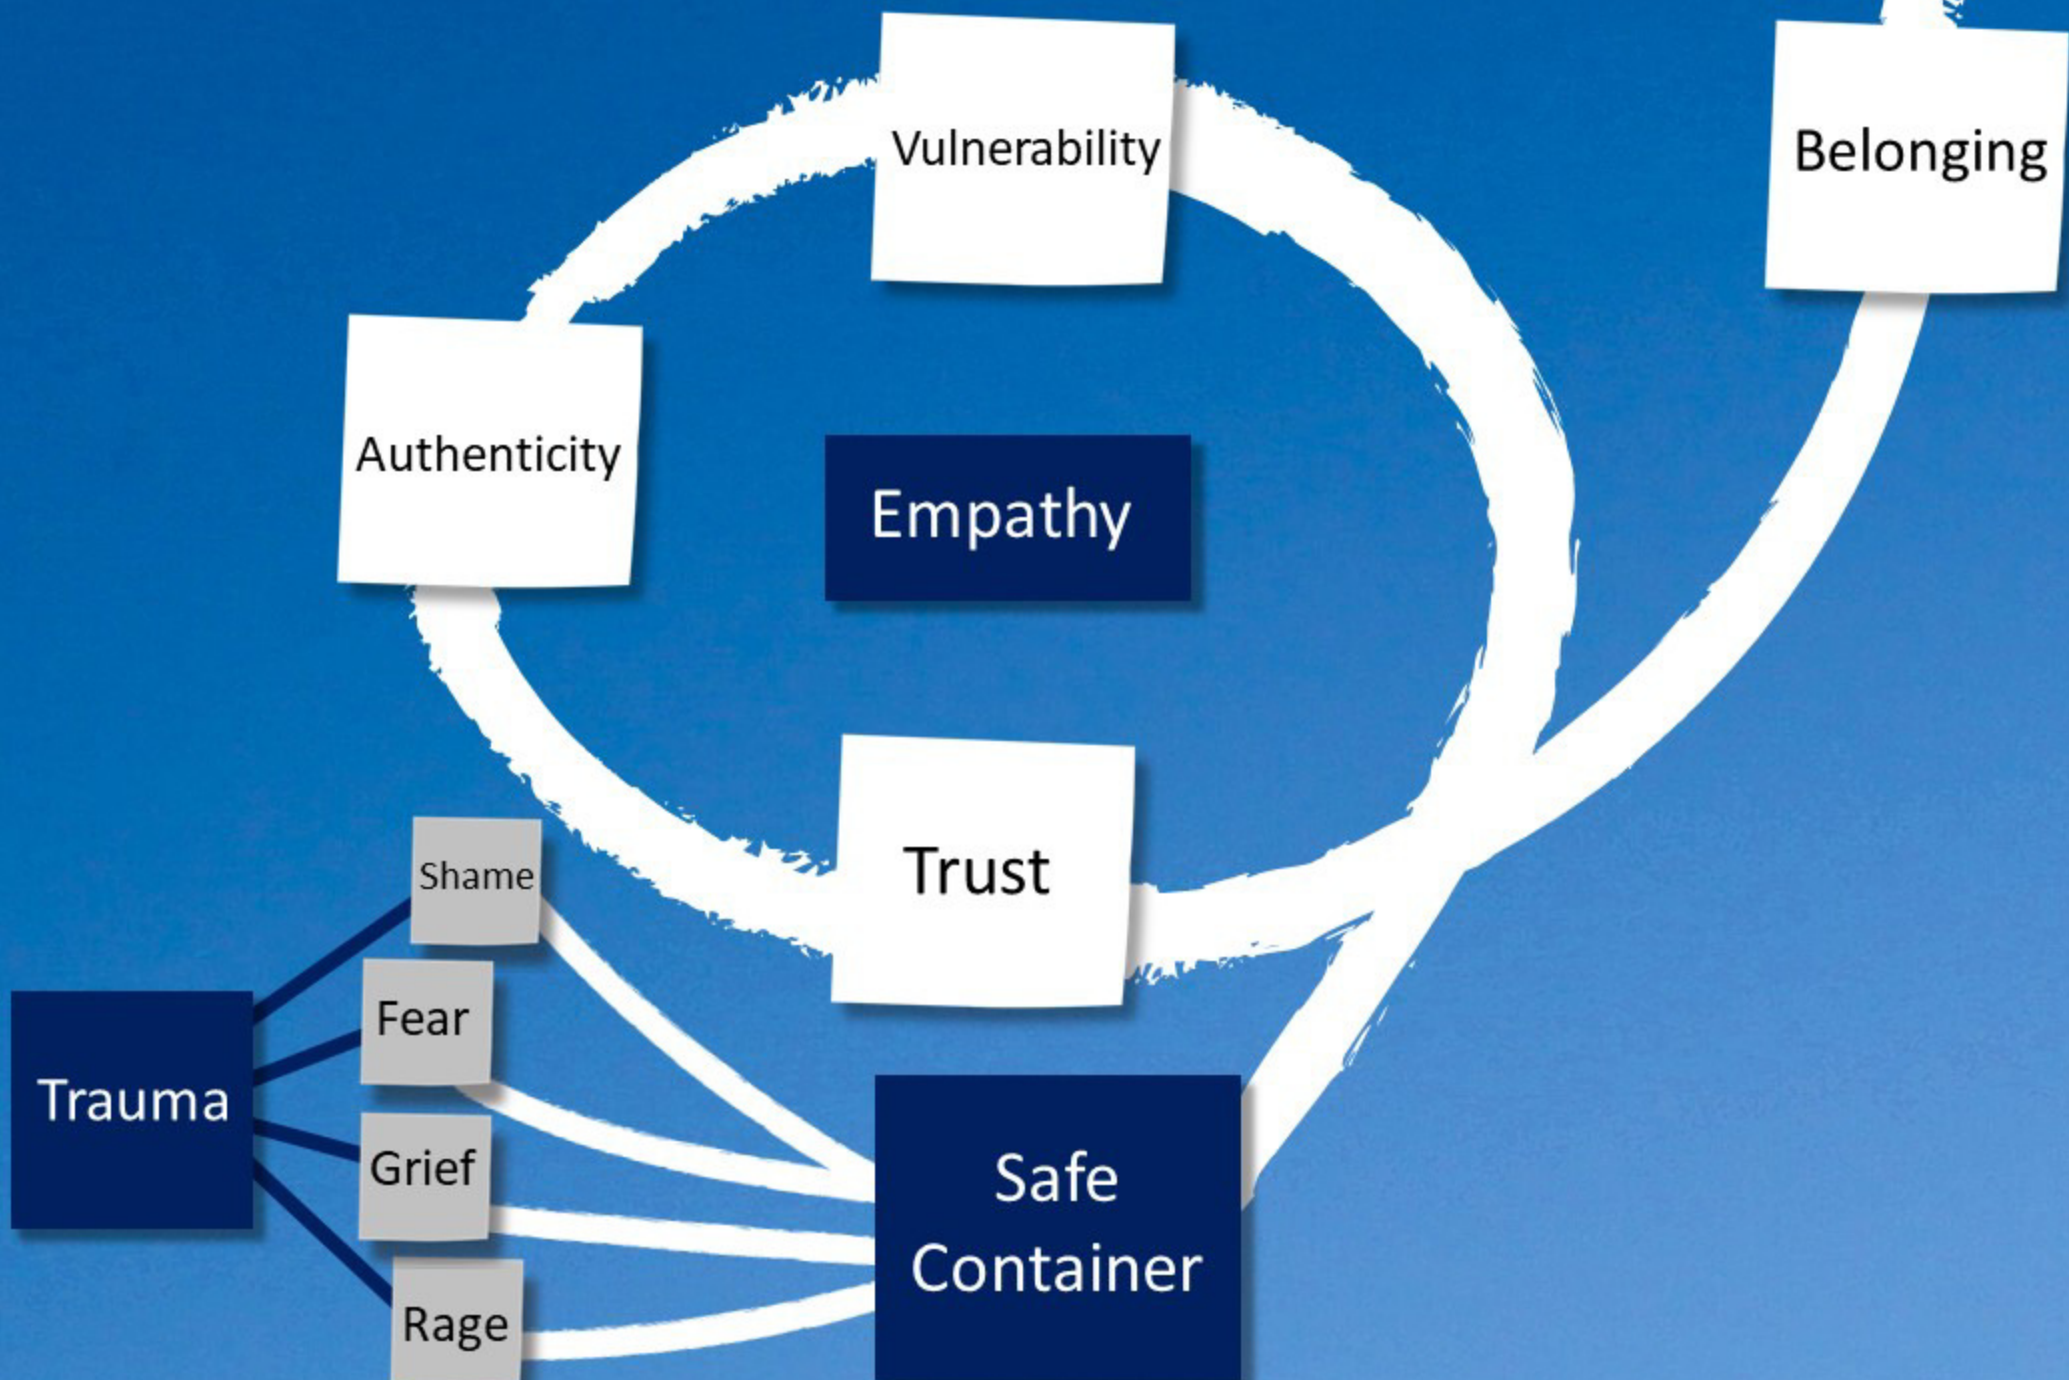 Vulnerability
Belonging
Authenticity
Empathy
Trust
Shame
Fear
Trauma
Grief
Safe
Container
Rage